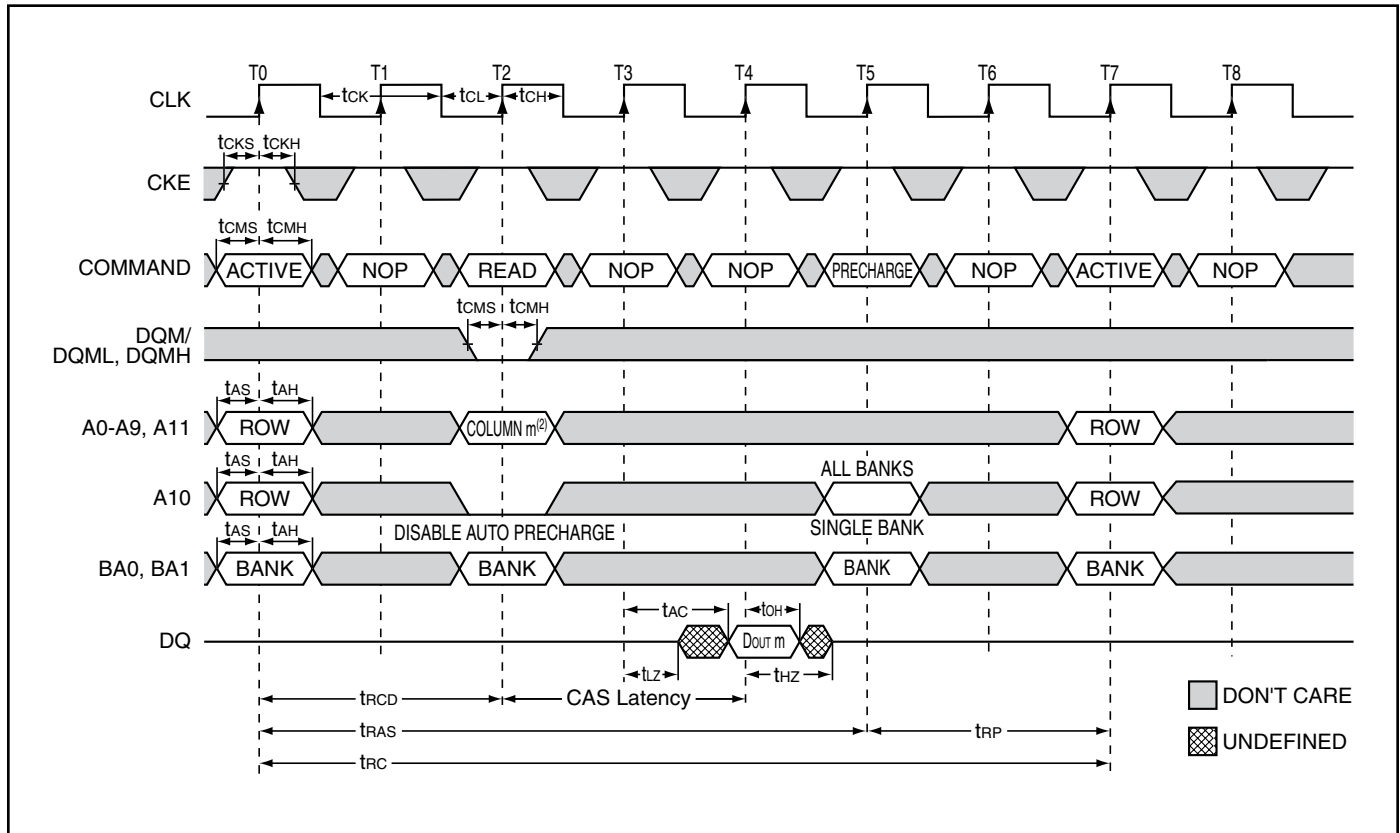 T0 T1 T2 T3 T4 T5 T6 T7 T8
CLK tCK tCL tCH
tCKS tCKH
CKE
tCMS tCMH
COMMAND ACTIVE NOP READ NOP NOP PRECHARGE NOP ACTIVE NOP
tCMS tCMH
DQM/
DQML, DQMH
tAS tAH
A0-A9, A11 ROW COLUMN m(2) ROW
tAS tAH ALL BANKS
A10 ROW ROW
DISABLE AUTO PRECHARGE SINGLE BANK
tAS tAH
BA0, BA1 BANK BANK BANK BANK
tAC tOH
DQ DOUT m
tLZ tHZ
tRCD CAS Latency
DON'T CARE
tRAS tRP
UNDEFINED
tRC